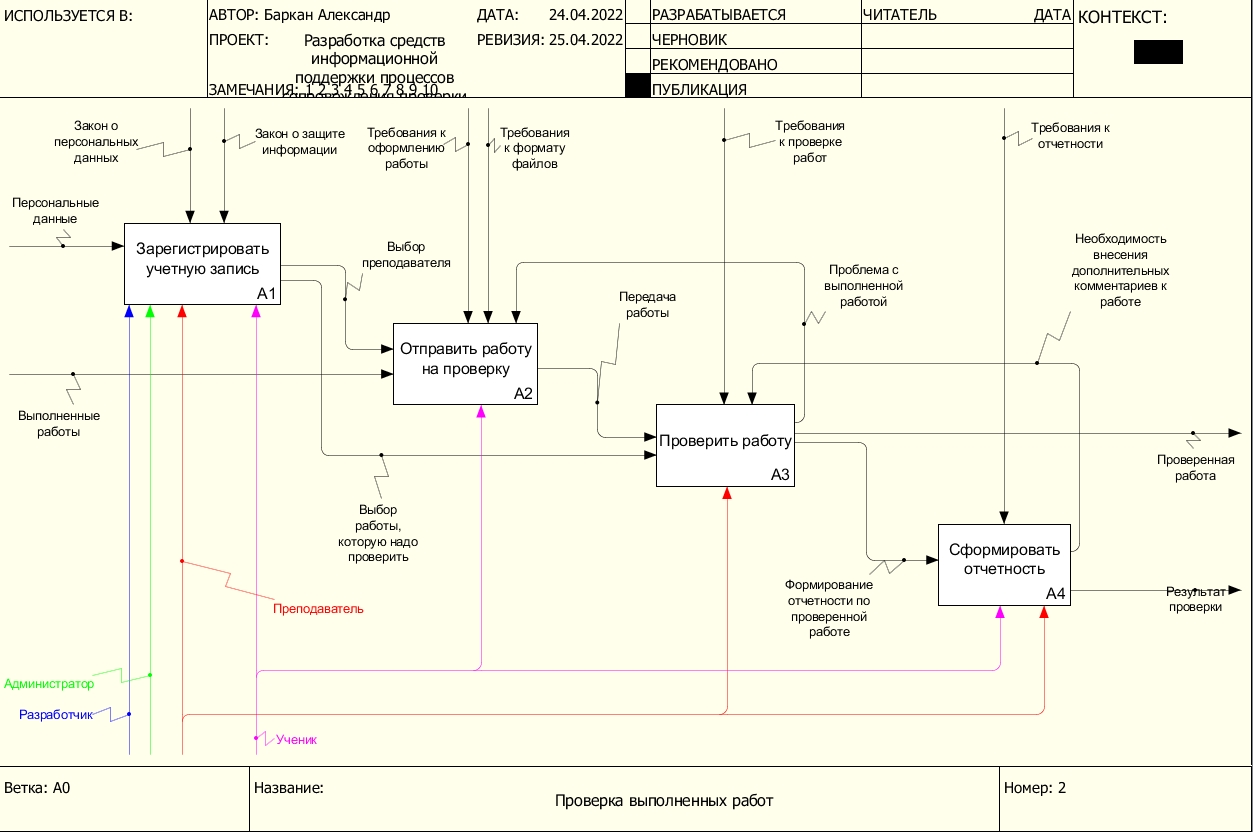 ИСПОЛЬЗУЕТСЯ В:
АВТОР: Баркан Александр
ДАТА: 24.04.2022
ПРОЕКТ: Разработка средств
информационной
поддержки процессов
сопровождения проверки
РЕВИЗИЯ: 25.04.2022
ЗАМЕЧАНИЯ: 1 2 3 4 5 6 7 8 9 10
РАЗРАБАТЫВАЕТСЯ
ЧЕРНОВИК
РЕКОМЕНДОВАНО
ПУБЛИКАЦИЯ
ЧИТАТЕЛЬ
ДАТА
КОНТЕКСТ:
Закон о
персональных
данных
Закон о защите
информации
Требования к
оформлению
работы
Требования
к формату
файлов
Требования
к проверке
работ
Требования к
отчетности
Персональные
данные
Зарегистрировать
учетную запись
A1
Выбор
преподавателя
Проблема с
выполненной
работой
Необходимость
внесения
дополнительных
комментариев к
работе
Передача
работы
Отправить работу
на проверку
A2
Выполненные
работы
Проверить работу
A3
Проверенная
работа
Выбор
работы,
которую надо
проверить
Сформировать
отчетность
A4
Формирование
отчетности по
проверенной
работе
Результат
проверки
Преподаватель
Администратор
Разработчик
Ученик
Ветка: A0
Название:
Проверка выполненных работ
Номер: 2